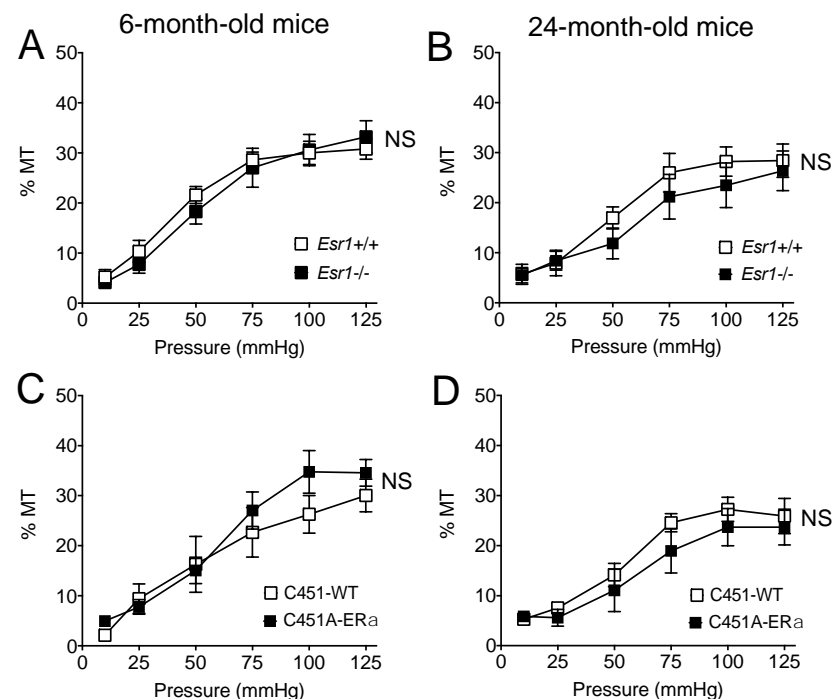 6-month-old mice
24-month-old mice
A
50
40
30
20
10
0
% MT
NS
Esr1+/+
Esr1-/-
0 25 50 75 100 125
Pressure (mmHg)
B
50
40
30
20
10
0
% MT
NS
Esr1+/+
Esr1-/-
0 25 50 75 100 125
Pressure (mmHg)
C
50
40
30
20
10
0
% MT
NS
C451-WT
C451A-ERa
0 25 50 75 100 125
Pressure (mmHg)
D
50
40
30
20
10
0
% MT
NS
C451-WT
C451A-ERa
0 25 50 75 100 125
Pressure (mmHg)